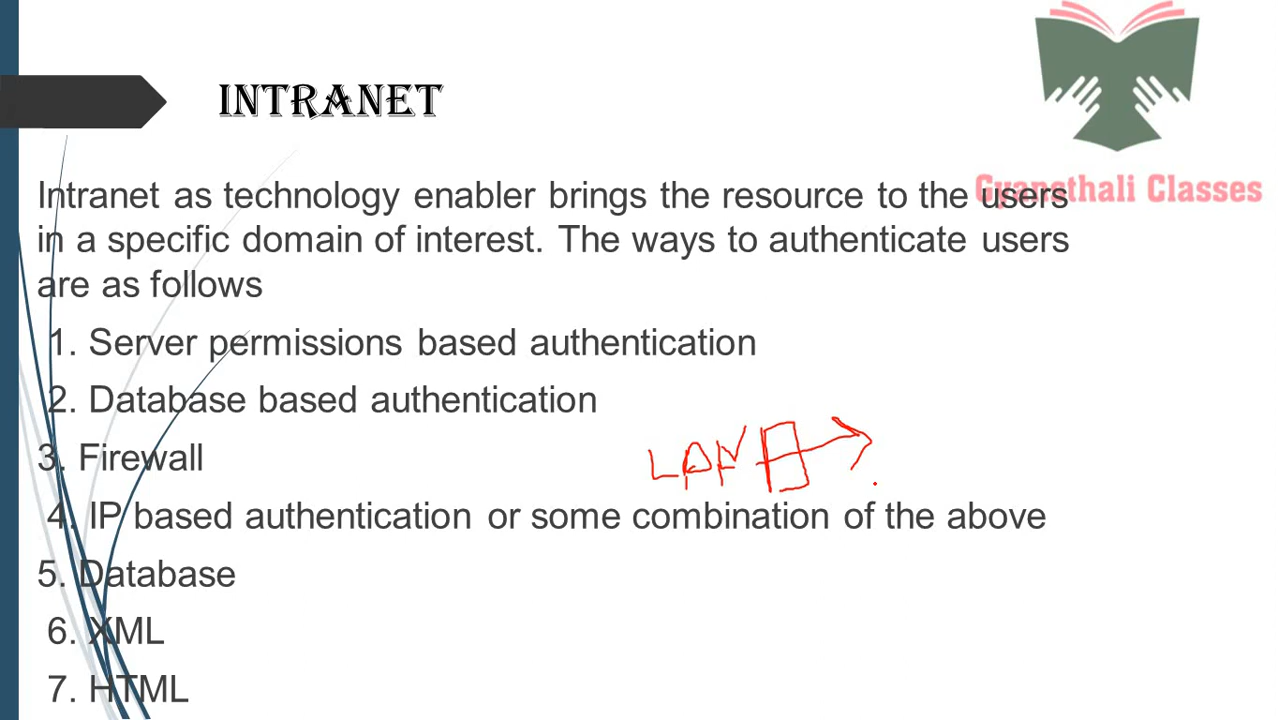 INTRANET
Gyansthali Classes
Intranet as technology enabler brings the resource to the users
in a specific domain of interest. The ways to authenticate users
are as follows
1. Server permissions based authentication
2. Database based authentication
3. Firewall
LAN
4. IP based authentication or some combination of the above
5. Database
6. XML
7. HTML